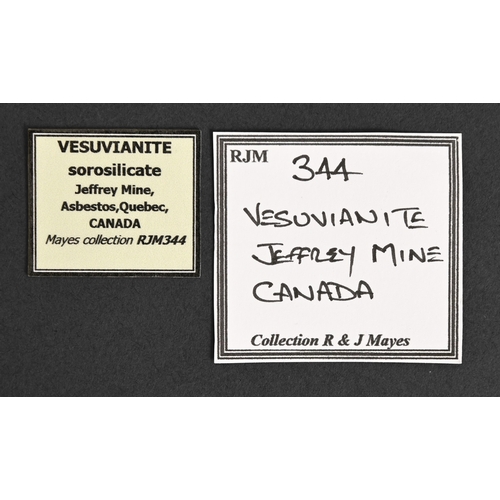 VESUVIANITE
sorosilicate
Jeffrey Mine,
Asbestos,Quebec,
CANADA
Mayes collection RJM344
RJM 344
VESUVIANITE
JEFFREY MINE
CANADA
Collection R & J Mayes